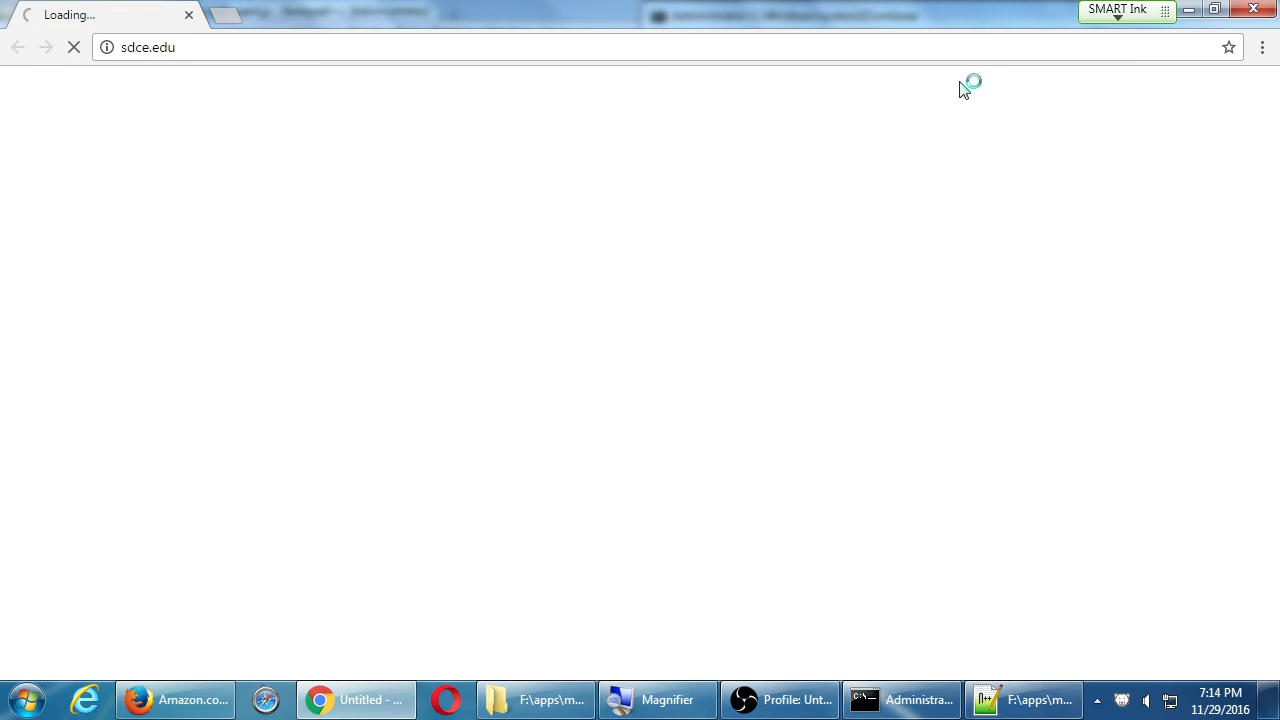 Loading...
SMART Ink
sdce.edu
Amazon.co...
Untitled - ...
F:\apps\m...
Magnifier
Profile: Unt...
Administra...
F:\apps\m...
7:14 PM
11/29/2016